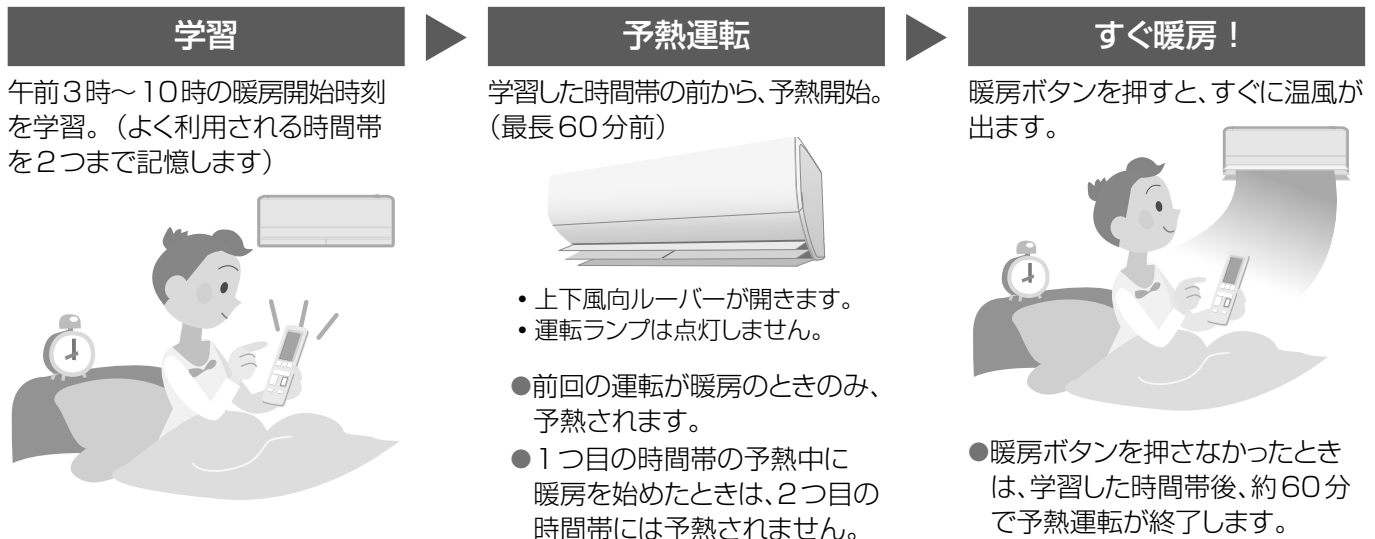 学習
午前3時～10時の暖房開始時刻
を学習。（よく利用される時間帯
を2つまで記憶します）
予熱運転
学習した時間帯の前から、予熱開始。
（最長60分前）
• 上下風向ルーバーが開きます。
• 運転ランプは点灯しません。
●前回の運転が暖房のときのみ、
予熱されます。
●1つ目の時間帯の予熱中に
暖房を始めたときは、2つ目の
時間帯には予熱されません。
すぐ暖房！
暖房ボタンを押すと、すぐに温風が
出ます。
●暖房ボタンを押さなかったとき
は、学習した時間帯後、約60分
で予熱運転が終了します。